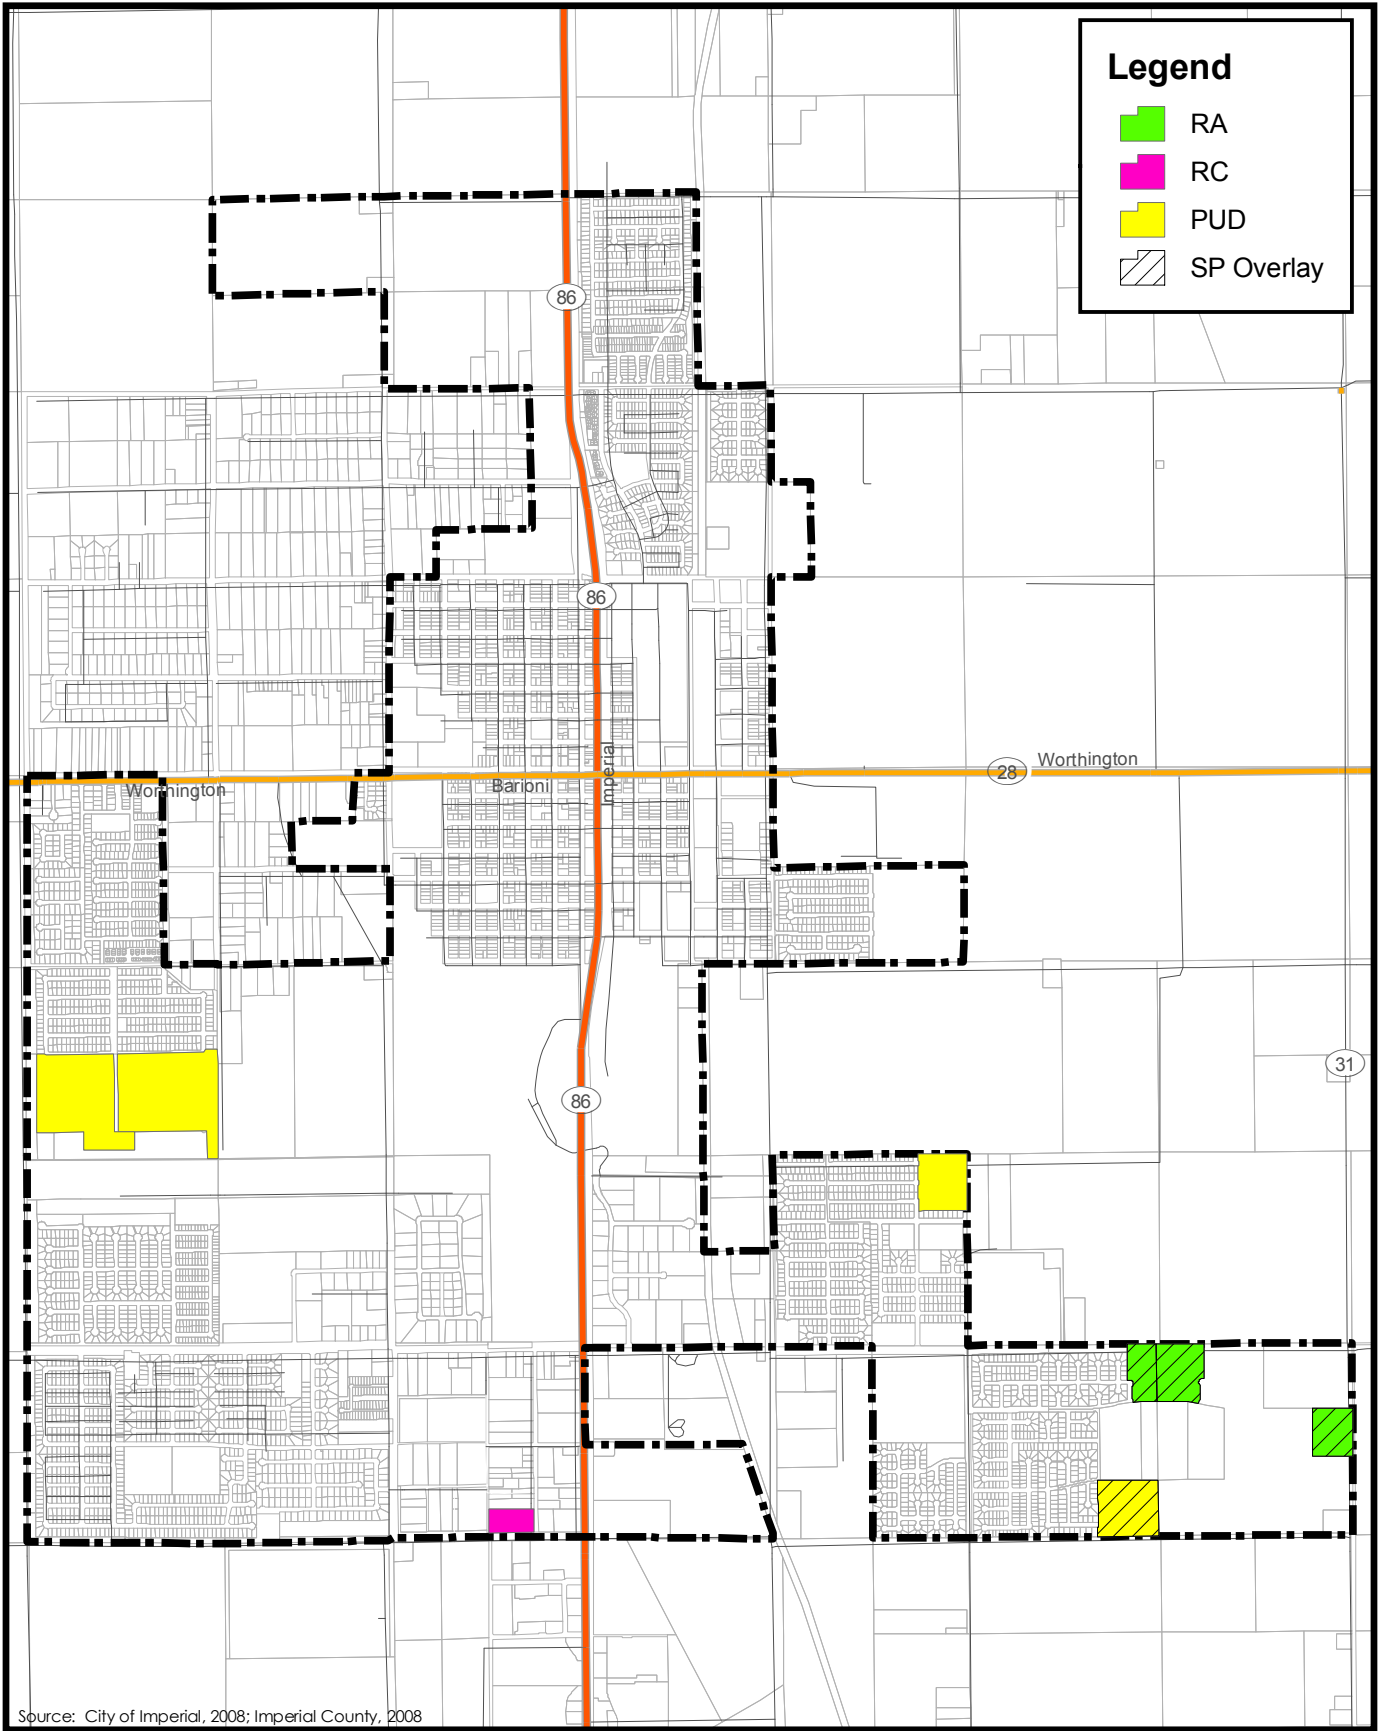 Legend
RA
RC
PUD
SP Overlay
86
86
Imperial
Worthington
28
Worthington
Barioni
31
86
Source: City of Imperial, 2008; Imperial County, 2008